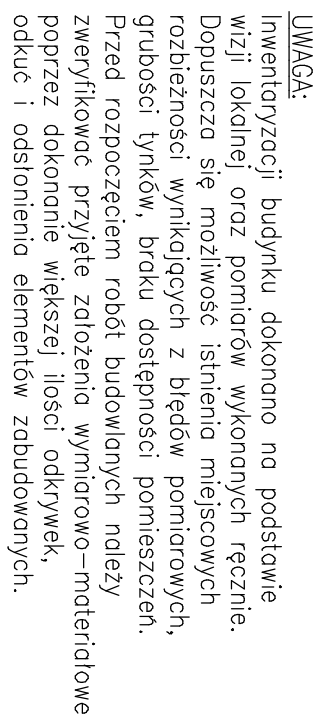 UWAGA:
Inwentaryzacji budynku dokonano na podstawie
wizji lokalnej oraz pomiarów wykonanych ręcznie.
Dopuszcza się możliwość istnienia miejscowych
rozbieżności wynikających z błędów pomiarowych,
grubości tynków, braku dostępności pomieszczeń.
Przed rozpoczęciem robót budowlanych należy
zweryfikować przyjęte założenia wymiarowo-materiałowe
poprzez dokonanie większej ilości odkrywek,
odkuć i odsłonienia elementów zabudowanych.